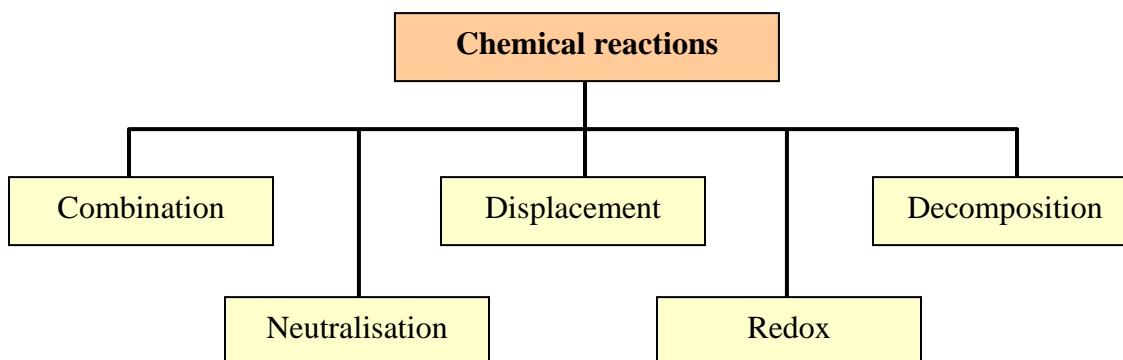 Chemical reactions
Combination
Displacement
Decomposition
Neutralisation
Redox